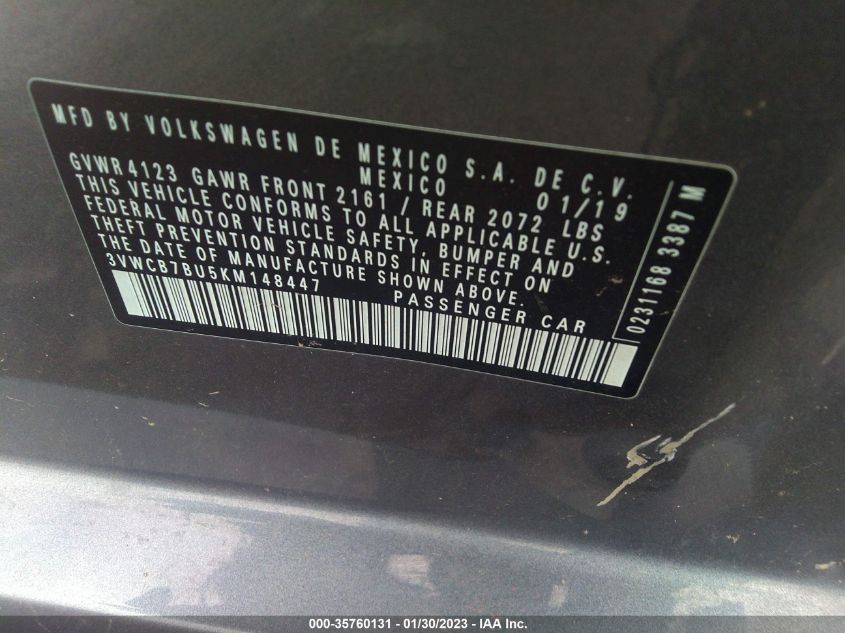 MFD BY VOLKSWAGEN DE MEXICO S.A. DE C.V.
MEXICO 01/19
GVWR 4123 GAWR FRONT 2161 / REAR 2072 LBS
THIS VEHICLE CONFORMS TO ALL APPLICABLE U.S.
FEDERAL MOTOR VEHICLE SAFETY, BUMPER AND
THEFT PREVENTION STANDARDS IN EFFECT ON
THE DATE OF MANUFACTURE SHOWN ABOVE.
3VWCB7BU5KM148447 PASSENGER CAR
0231168 3387 M
000-35760131 - 01/30/2023 - IAA Inc.